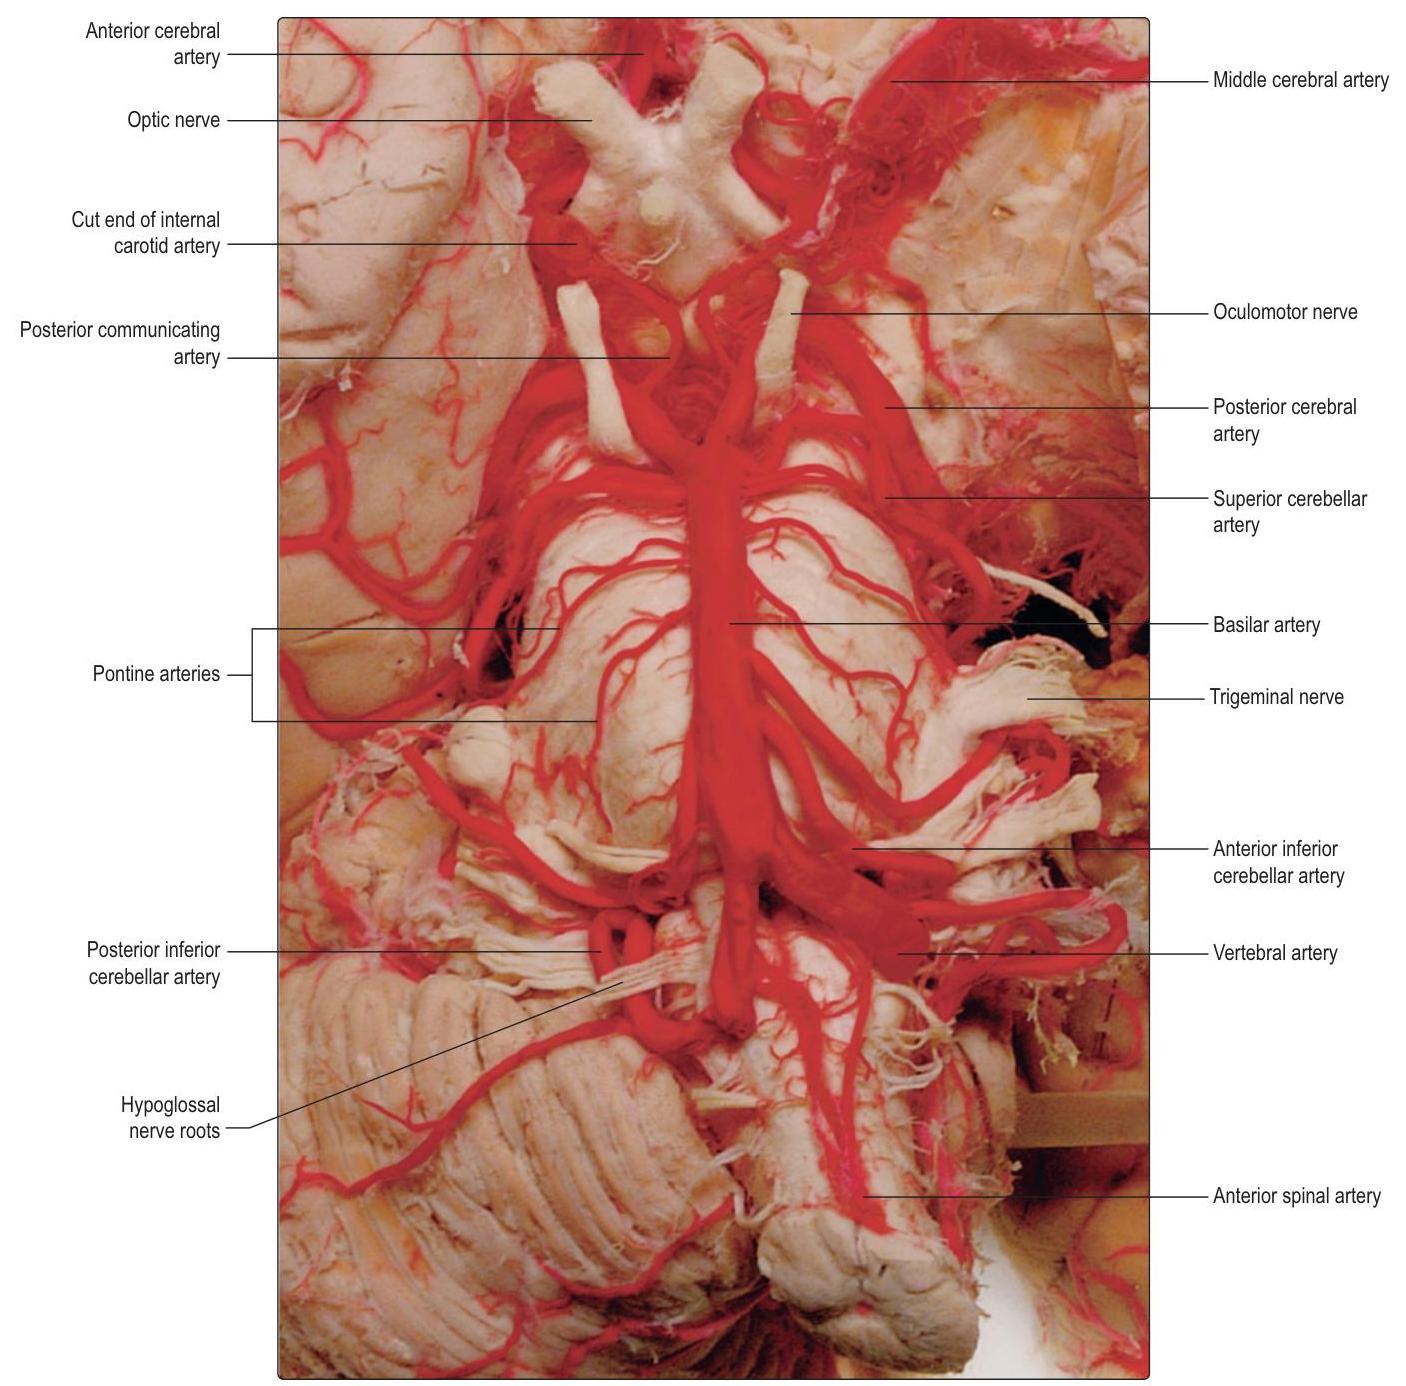 Anterior cerebral
artery
Optic nerve
Cut end of internal
carotid artery
Posterior communicating
artery
Pontine arteries
Posterior inferior
cerebellar artery
Hypoglossal
nerve roots
Middle cerebral artery
Oculomotor nerve
Posterior cerebral
artery
Superior cerebellar
artery
Basilar artery
Trigeminal nerve
Anterior inferior
cerebellar artery
Vertebral artery
Anterior spinal artery